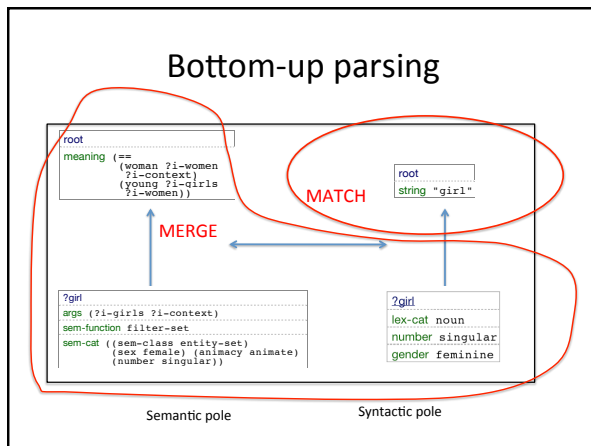 Bottom-up parsing
root
meaning (==
(woman ?i-women
?i-context)
(young ?i-girls
?i-women))
root
string "girl"
MATCH
MERGE
?girl
args (?i-girls ?i-context)
sem-function filter-set
sem-cat ((sem-class entity-set)
(sex female) (animacy animate)
(number singular))
?girl
lex-cat noun
number singular
gender feminine
Semantic pole
Syntactic pole